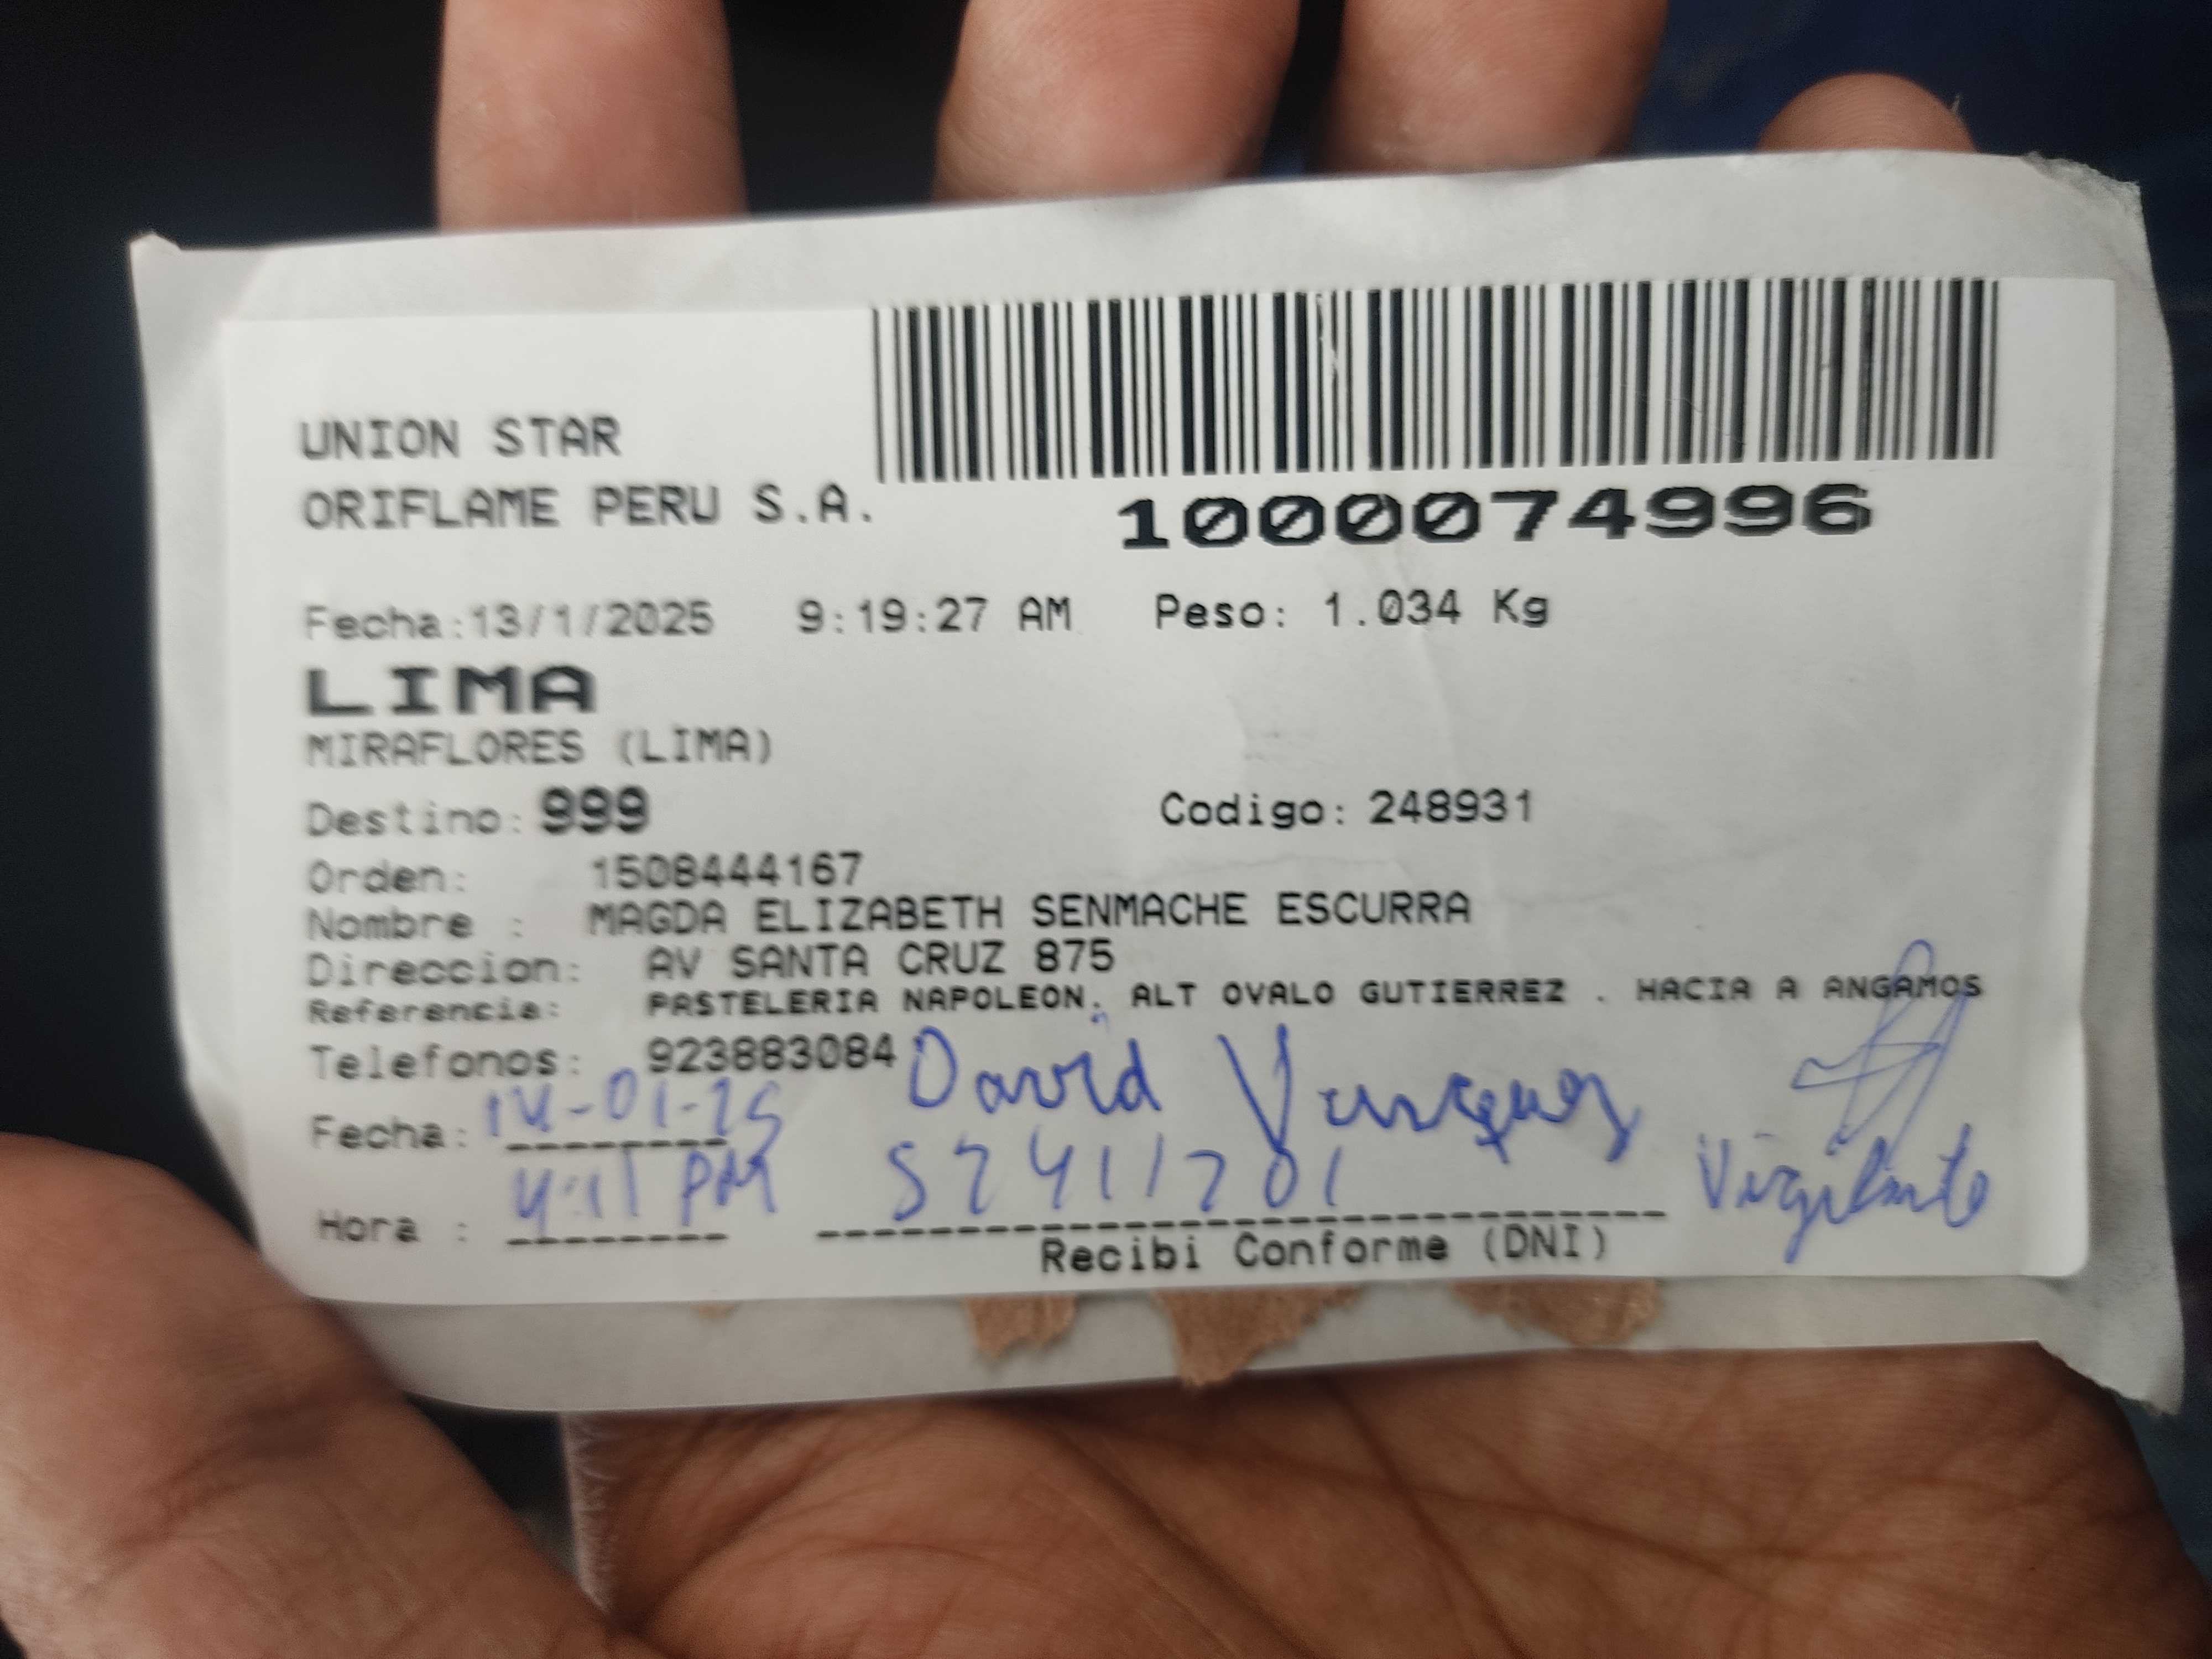 UNION STAR
ORIFLAME PERU S.A.
1000074996
Fecha:13/1/2025 9:19:27 AM Peso: 1.034 Kg
LIMA
MIRAFLORES (LIMA)
Destino: 999 Codigo: 248931
Orden: 1508444167
Nombre : MAGDA ELIZABETH SENMACHE ESCURRA
Direccion: AV SANTA CRUZ 875
Referencia: PASTELERIA NAPOLEON. ALT OVALO GUTIERREZ . HACIA A ANGAMOS
Telefonos: 923883084
David Vasquez
Fecha: 14-01-25
Hora : 4:11 PM
Vigilante
Recibi Conforme (DNI)